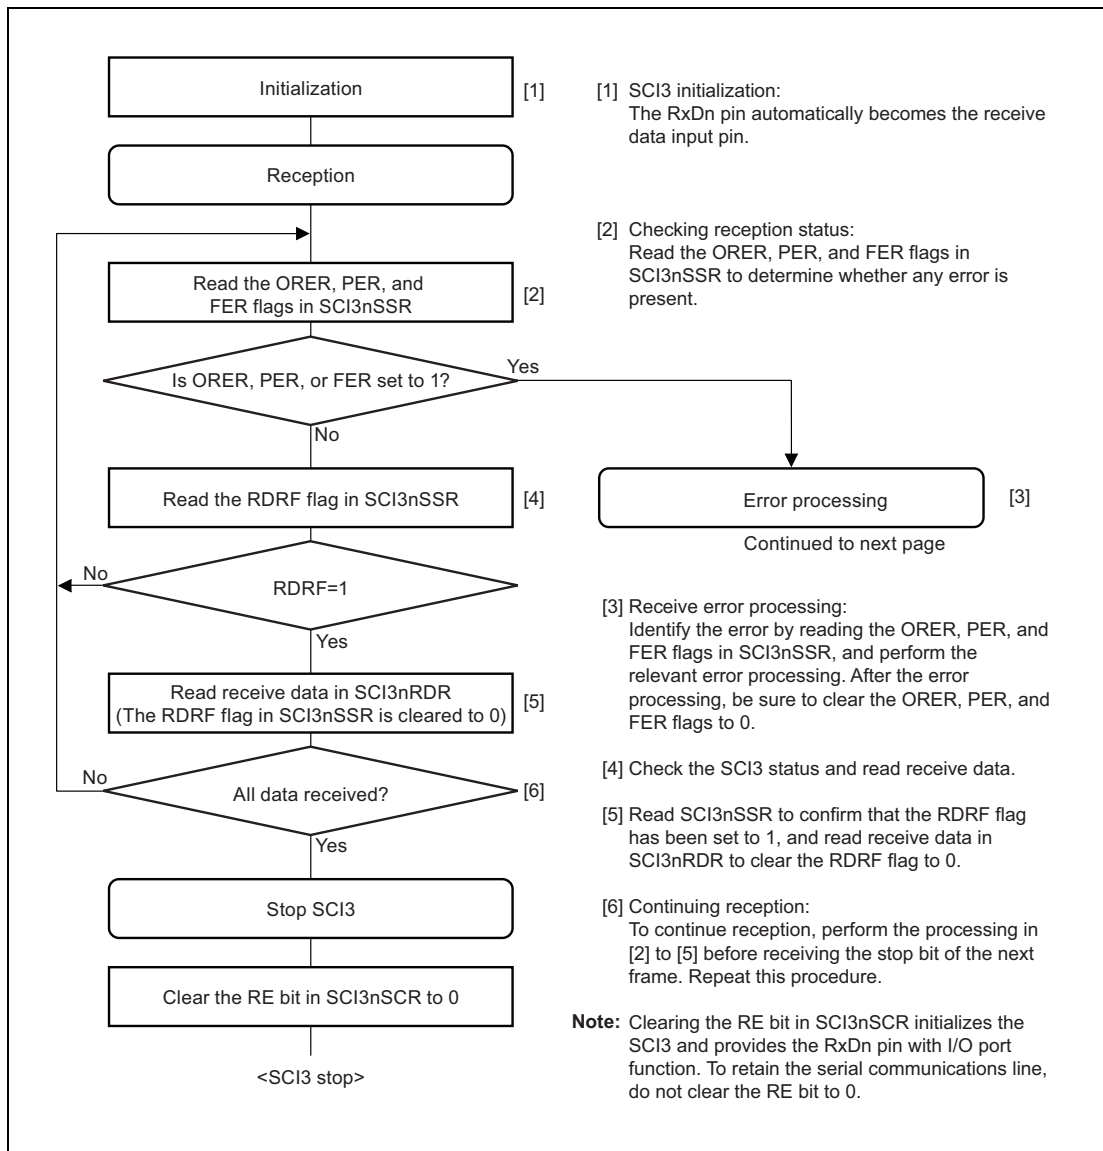 Initialization
[1]
Reception
Read the ORER, PER, and
FER flags in SCI3nSSR
[2]
Is ORER, PER, or FER set to 1?
Yes
No
Read the RDRF flag in SCI3nSSR
[4]
Error processing
[3]
Continued to next page
No
RDRF=1
Yes
Read receive data in SCI3nRDR
(The RDRF flag in SCI3nSSR is cleared to 0)
[5]
No
All data received?
[6]
Yes
Stop SCI3
Clear the RE bit in SCI3nSCR to 0
<SCI3 stop>
[1] SCI3 initialization:
The RxDn pin automatically becomes the receive
data input pin.
[2] Checking reception status:
Read the ORER, PER, and FER flags in
SCI3nSSR to determine whether any error is
present.
[3] Receive error processing:
Identify the error by reading the ORER, PER, and
FER flags in SCI3nSSR, and perform the
relevant error processing. After the error
processing, be sure to clear the ORER, PER, and
FER flags to 0.
[4] Check the SCI3 status and read receive data.
[5] Read SCI3nSSR to confirm that the RDRF flag
has been set to 1, and read receive data in
SCI3nRDR to clear the RDRF flag to 0.
[6] Continuing reception:
To continue reception, perform the processing in
[2] to [5] before receiving the stop bit of the next
frame. Repeat this procedure.
Note: Clearing the RE bit in SCI3nSCR initializes the
SCI3 and provides the RxDn pin with I/O port
function. To retain the serial communications line,
do not clear the RE bit to 0.